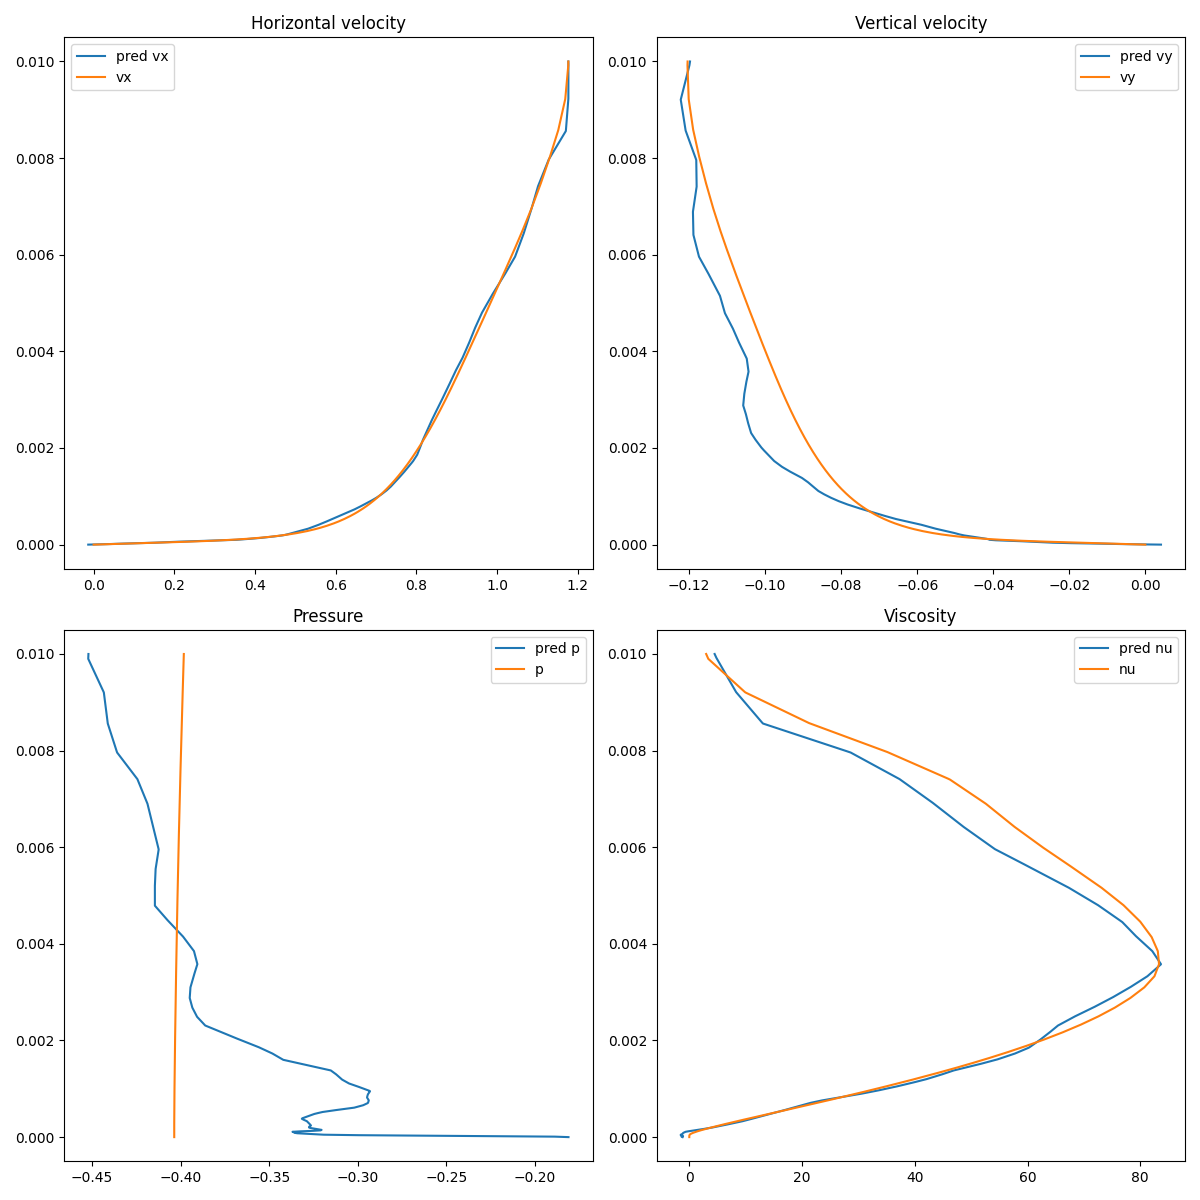 Horizontal velocity
pred vx
vx
0.010
0.008
0.006
0.004
0.002
0.000
0.0 0.2 0.4 0.6 0.8 1.0 1.2
Vertical velocity
pred vy
vy
0.010
0.008
0.006
0.004
0.002
0.000
−0.12 −0.10 −0.08 −0.06 −0.04 −0.02 0.00
Pressure
pred p
p
0.010
0.008
0.006
0.004
0.002
0.000
−0.45 −0.40 −0.35 −0.30 −0.25 −0.20
Viscosity
pred nu
nu
0.010
0.008
0.006
0.004
0.002
0.000
0 20 40 60 80